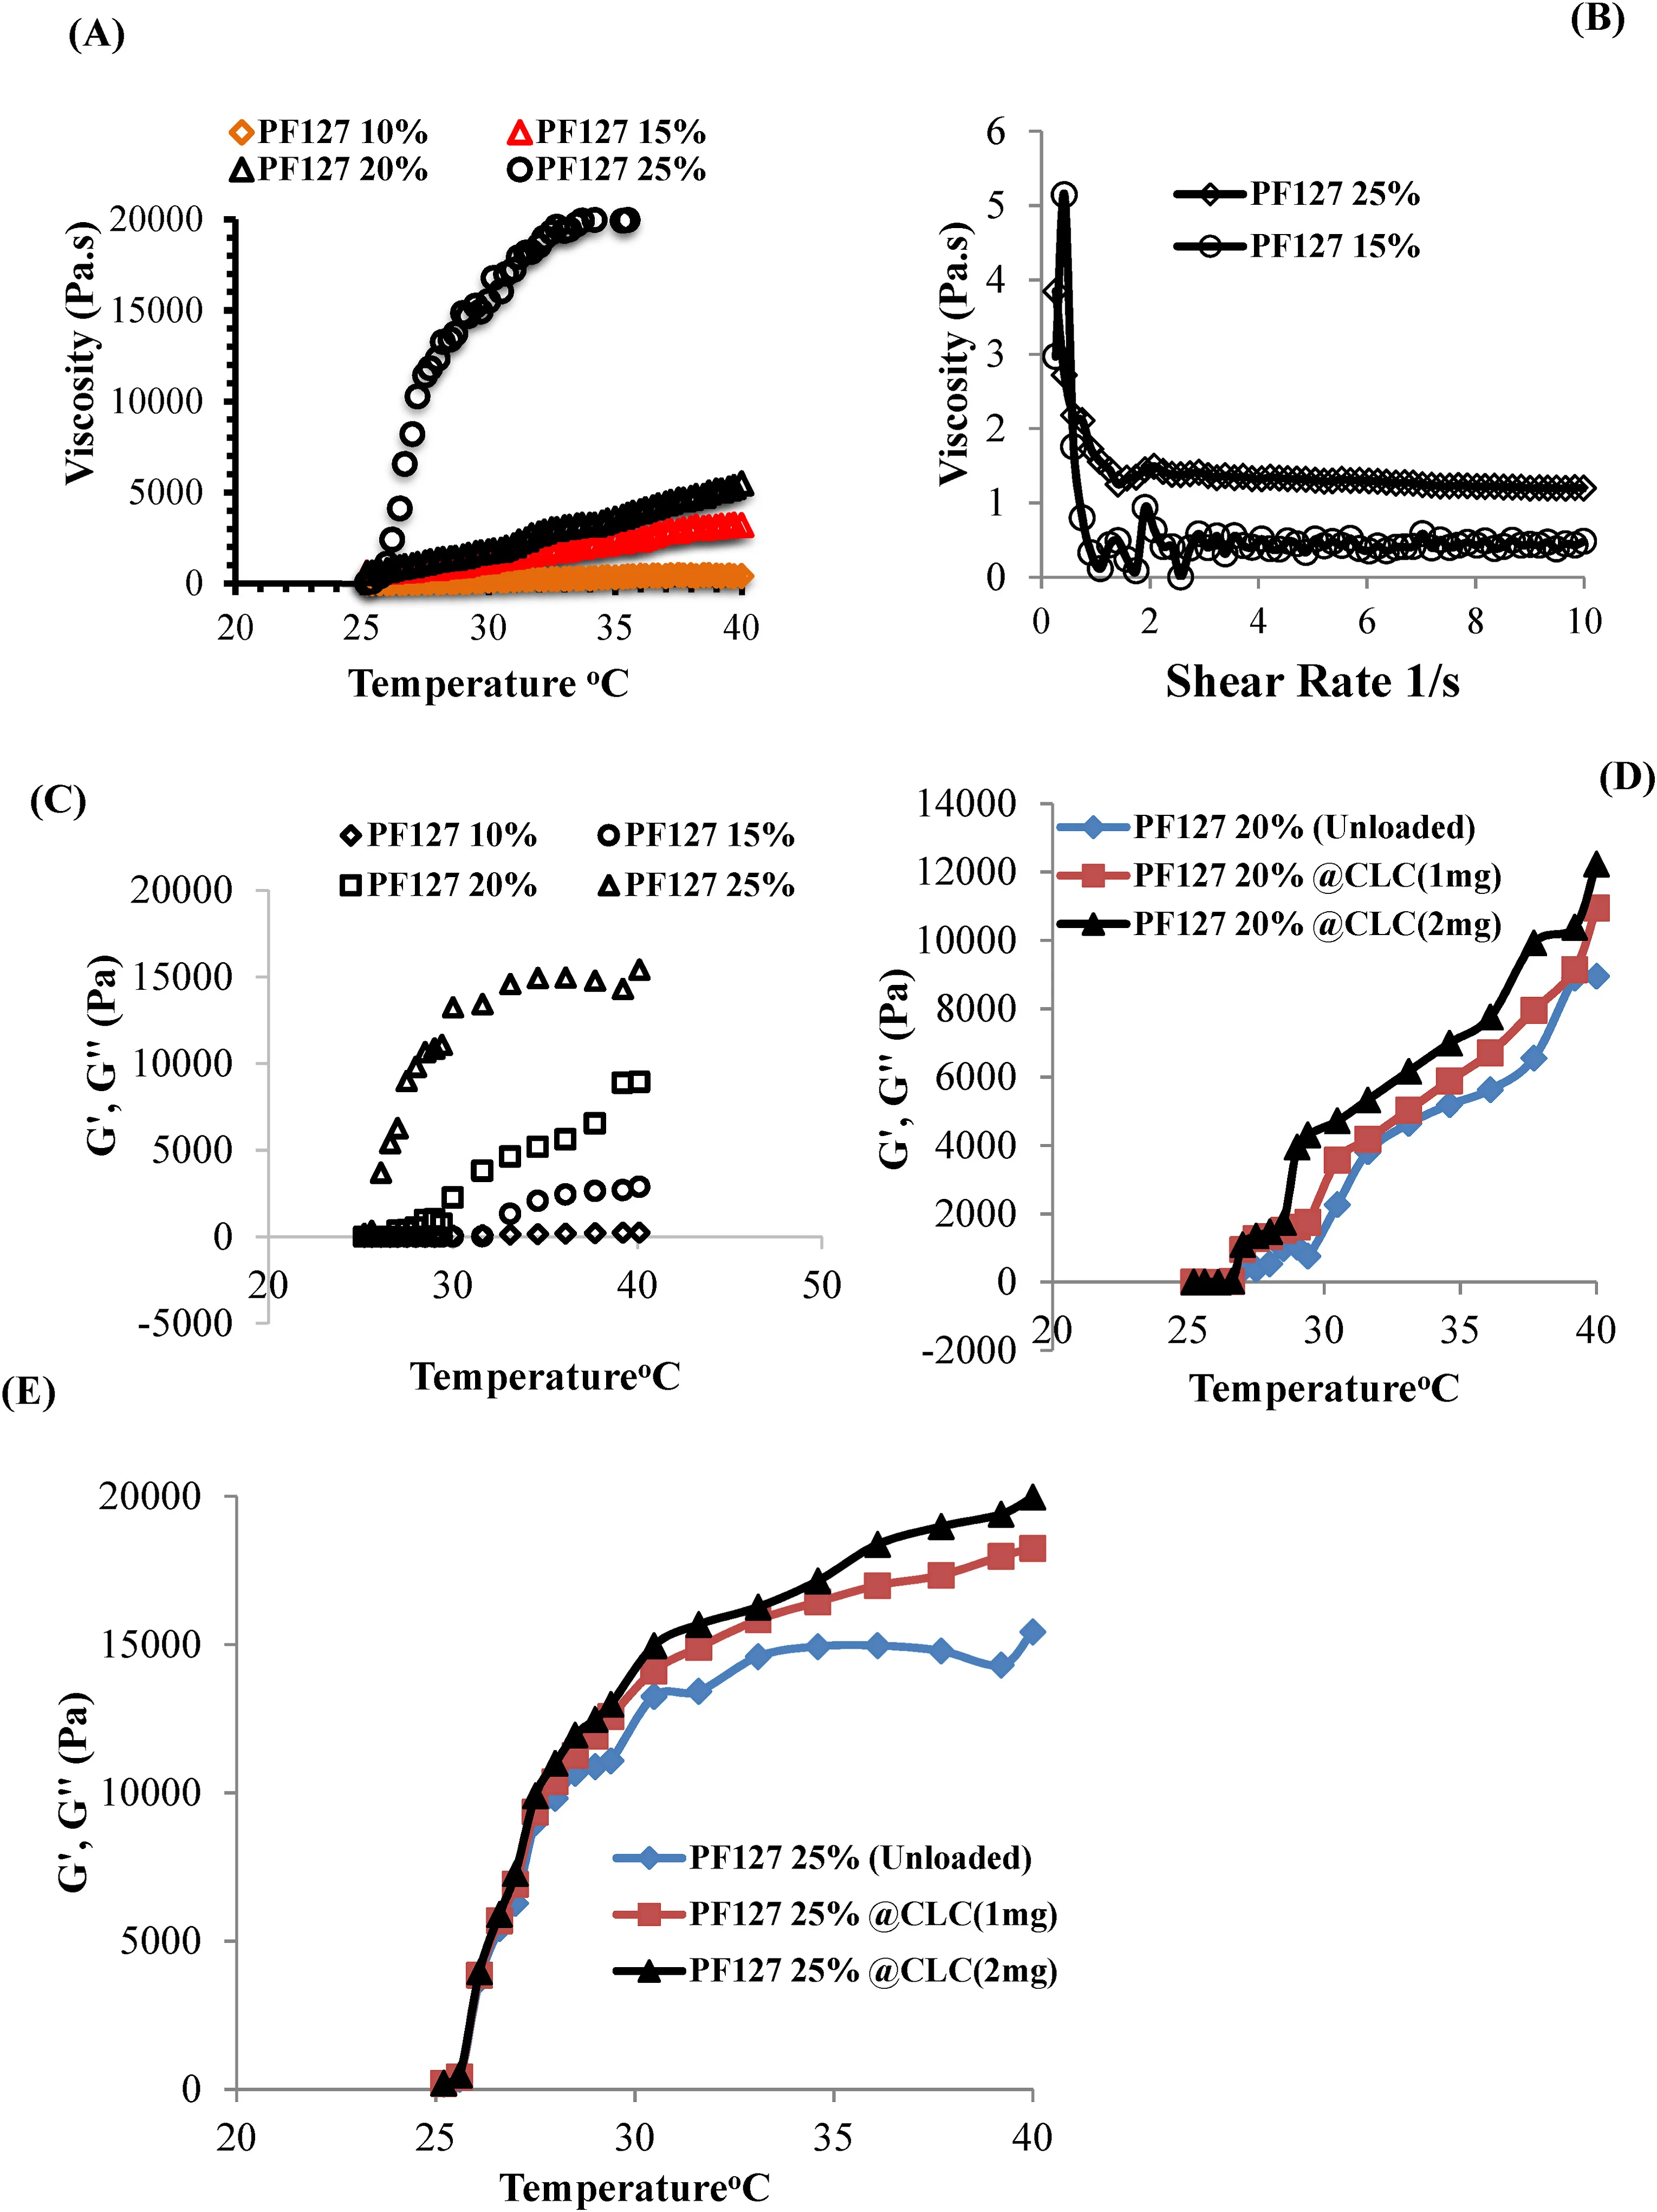 (A)
PF127 10% PF127 15%
PF127 20% PF127 25%
20000
15000
10000
5000
0
20 25 30 35 40
Viscosity (Pa.s)
Temperature ºC
(B)
6
5
4
3
2
1
0
PF127 25%
PF127 15%
0 2 4 6 8 10
Viscosity (Pa.s)
Shear Rate 1/s
(C)
PF127 10% PF127 15%
PF127 20% PF127 25%
20000
15000
10000
5000
0
-5000
20 30 40 50
G', G'' (Pa)
TemperatureºC
(D)
14000
12000
10000
8000
6000
4000
2000
0
-2000
PF127 20% (Unloaded)
PF127 20% @CLC(1mg)
PF127 20% @CLC(2mg)
20 25 30 35 40
G', G'' (Pa)
TemperatureºC
(E)
20000
15000
10000
5000
0
PF127 25% (Unloaded)
PF127 25% @CLC(1mg)
PF127 25% @CLC(2mg)
20 25 30 35 40
G', G'' (Pa)
TemperatureºC